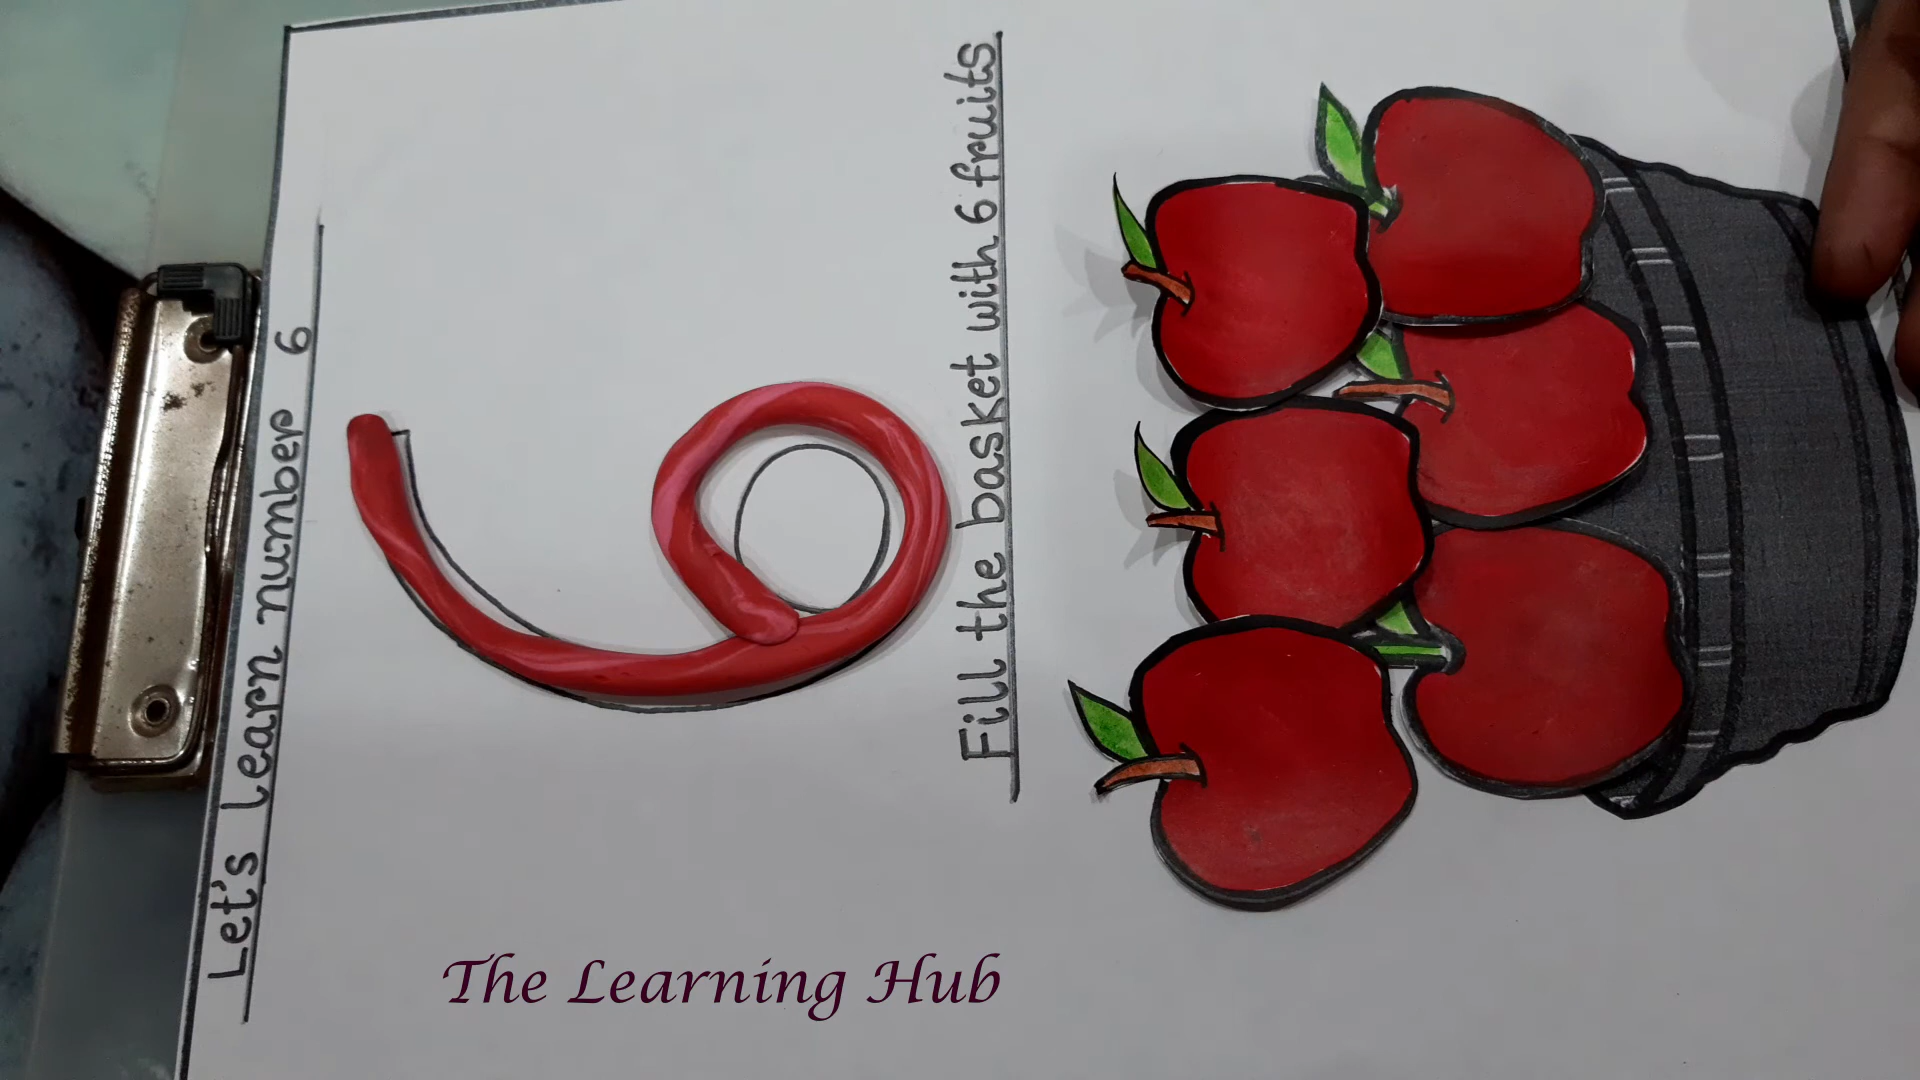 Let's learn number 6
Fill the basket with 6 fruits
The Learning Hub